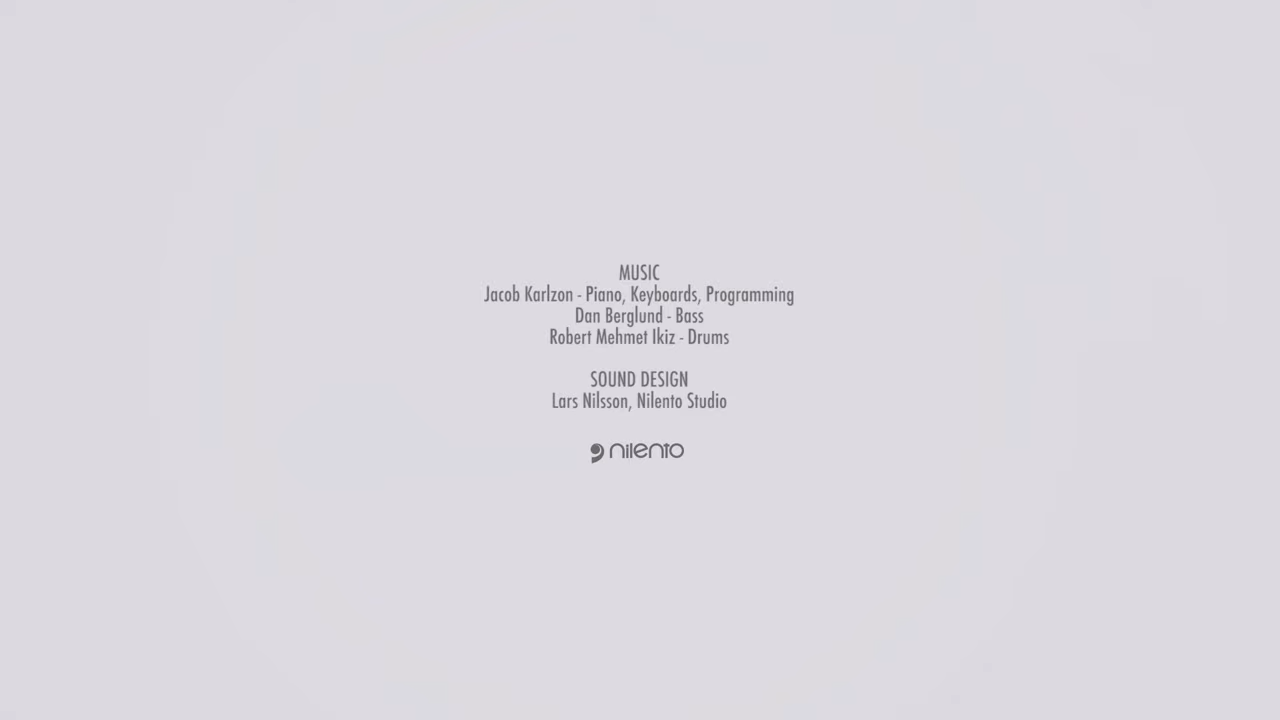 MUSIC
Jacob Karlzon - Piano, Keyboards, Programming
Dan Berglund - Bass
Robert Mehmet Ikiz - Drums
SOUND DESIGN
Lars Nilsson, Nilento Studio
nilento